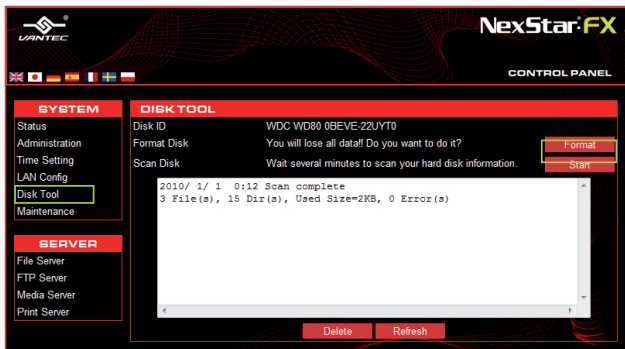 VANTEC
NexStar FX
CONTROL PANEL
SYSTEM
Status
Administration
Time Setting
LAN Config
Disk Tool
Maintenance
SERVER
File Server
FTP Server
Media Server
Print Server
DISK TOOL
Disk ID WDC WD80 0BEVE-22UYT0
Format Disk You will lose all data!! Do you want to do it? Format
Scan Disk Wait several minutes to scan your hard disk information. Start
2010/ 1/ 1 0:12 Scan complete
3 File(s), 15 Dir(s), Used Size=2KB, 0 Error(s)
Delete Refresh